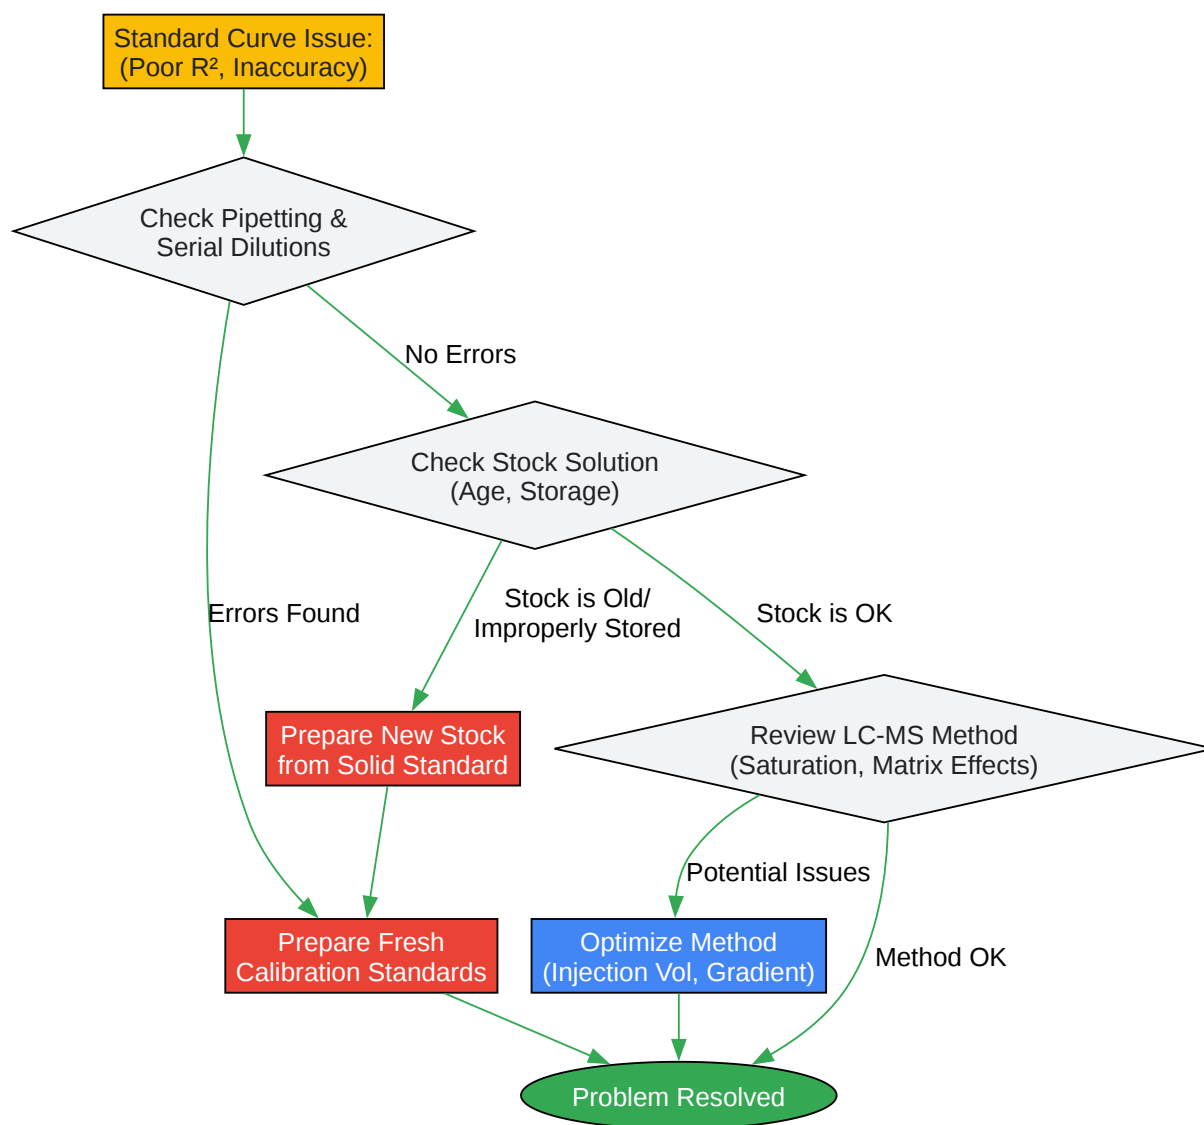 Standard Curve Issue:
(Poor R², Inaccuracy)
Check Pipetting &
Serial Dilutions
No Errors
Check Stock Solution
(Age, Storage)
Errors Found
Stock is Old/
Improperly Stored
Stock is OK
Prepare New Stock
from Solid Standard
Review LC-MS Method
(Saturation, Matrix Effects)
Potential Issues
Prepare Fresh
Calibration Standards
Optimize Method
(Injection Vol, Gradient)
Method OK
Problem Resolved